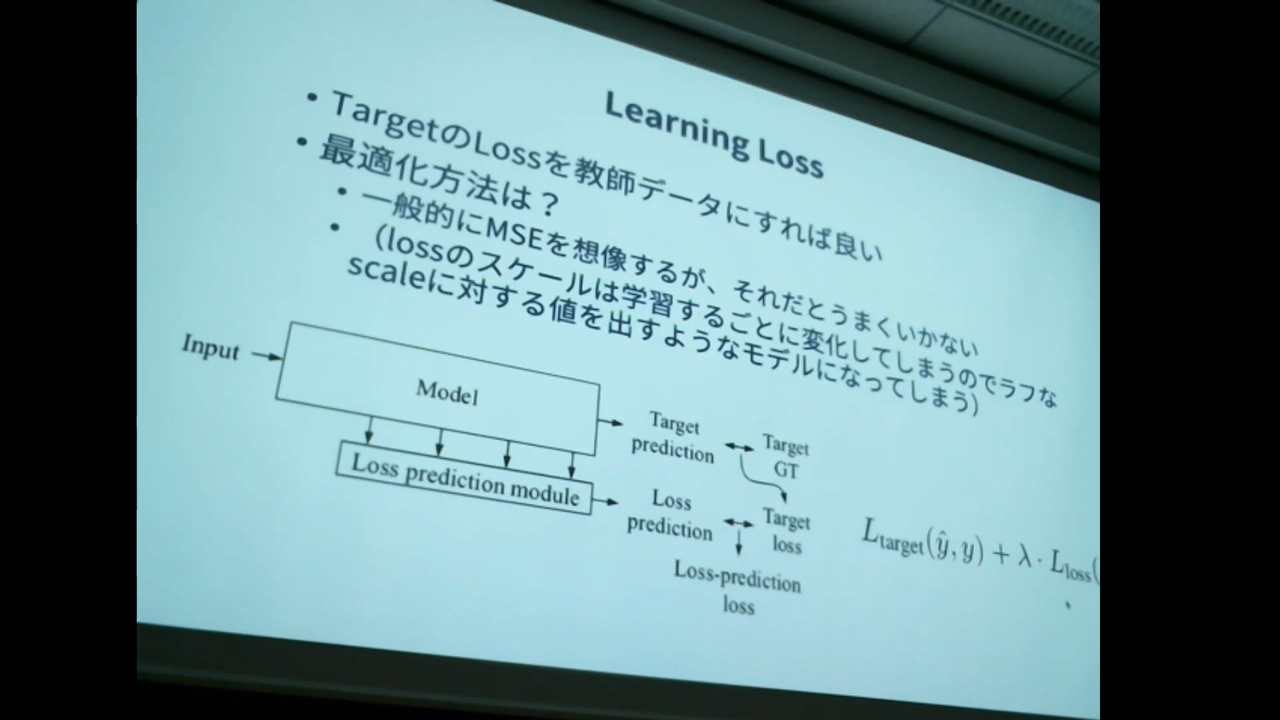 Learning Loss
• TargetのLossを教師データにすれば良い
• 最適化方法は？
• 一般的にMSEを想像するが、それだとうまくいかない
• （lossのスケールは学習するごとに変化してしまうのでラフな
scaleに対する値を出すようなモデルになってしまう)
Input
Model
Target
prediction
Target
GT
Loss prediction module
Loss
prediction
Target
loss
Loss-prediction
loss
L_target(ŷ, y) + λ · L_loss(